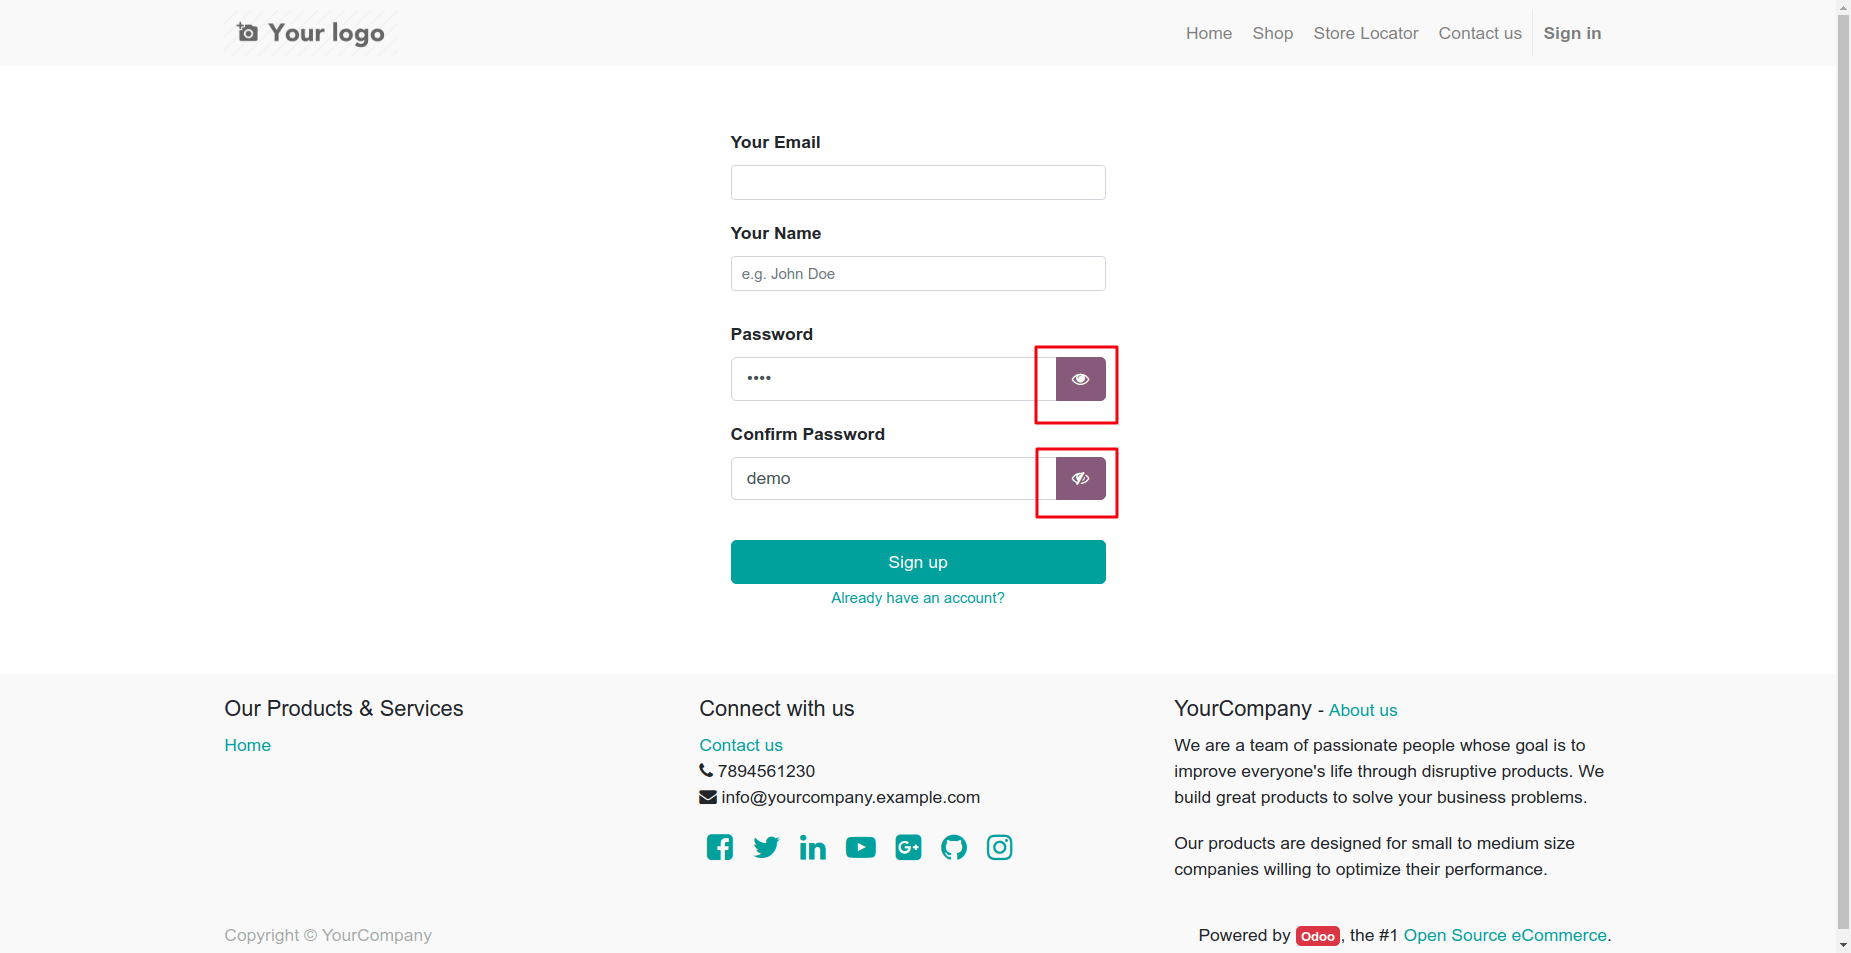 Your logo
Home Shop Store Locator Contact us Sign in
Your Email
Your Name
e.g. John Doe
Password
••••
Confirm Password
demo
Sign up
Already have an account?
Our Products & Services
Home
Connect with us
Contact us
7894561230
info@yourcompany.example.com
YourCompany - About us
We are a team of passionate people whose goal is to
improve everyone's life through disruptive products. We
build great products to solve your business problems.
Our products are designed for small to medium size
companies willing to optimize their performance.
Copyright © YourCompany
Powered by Odoo, the #1 Open Source eCommerce.